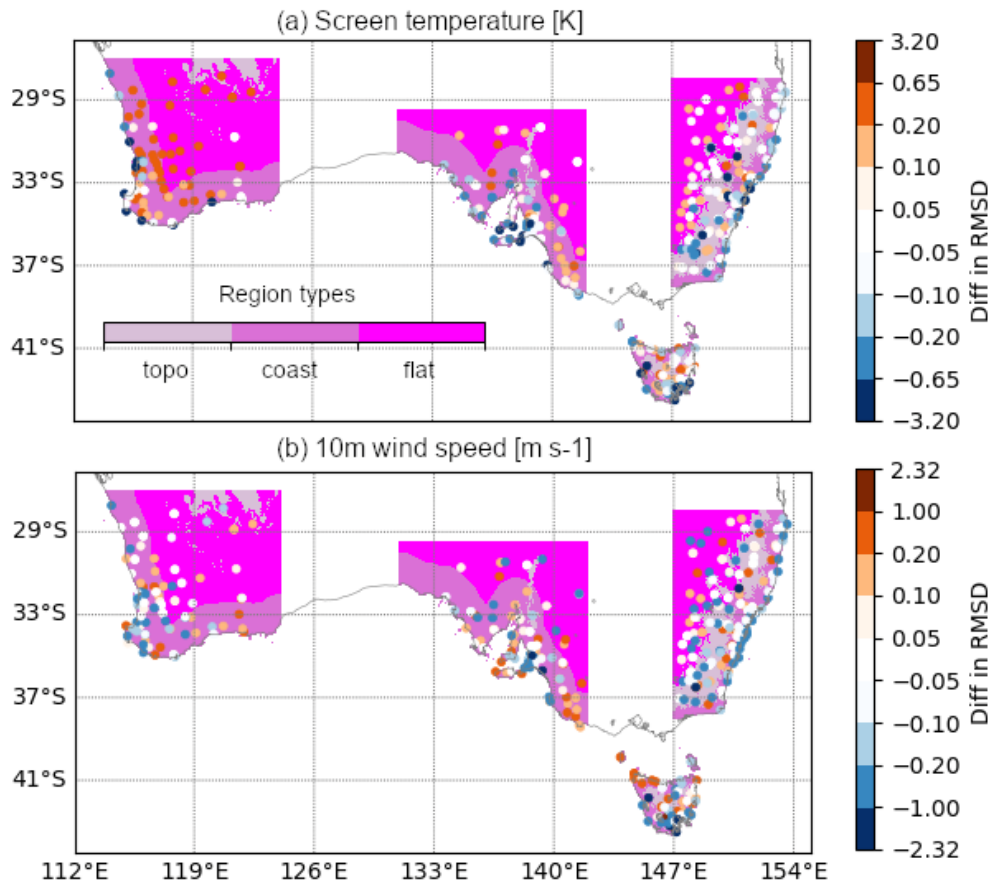 (a) Screen temperature [K]
29°S
33°S
37°S
41°S
Region types
topo coast flat
3.20
0.65
0.20
0.10
0.05
−0.05
−0.10
−0.20
−0.65
−3.20
Diff in RMSD
(b) 10m wind speed [m s-1]
29°S
33°S
37°S
41°S
112°E 119°E 126°E 133°E 140°E 147°E 154°E
2.32
1.00
0.20
0.10
0.05
−0.05
−0.10
−0.20
−1.00
−2.32
Diff in RMSD